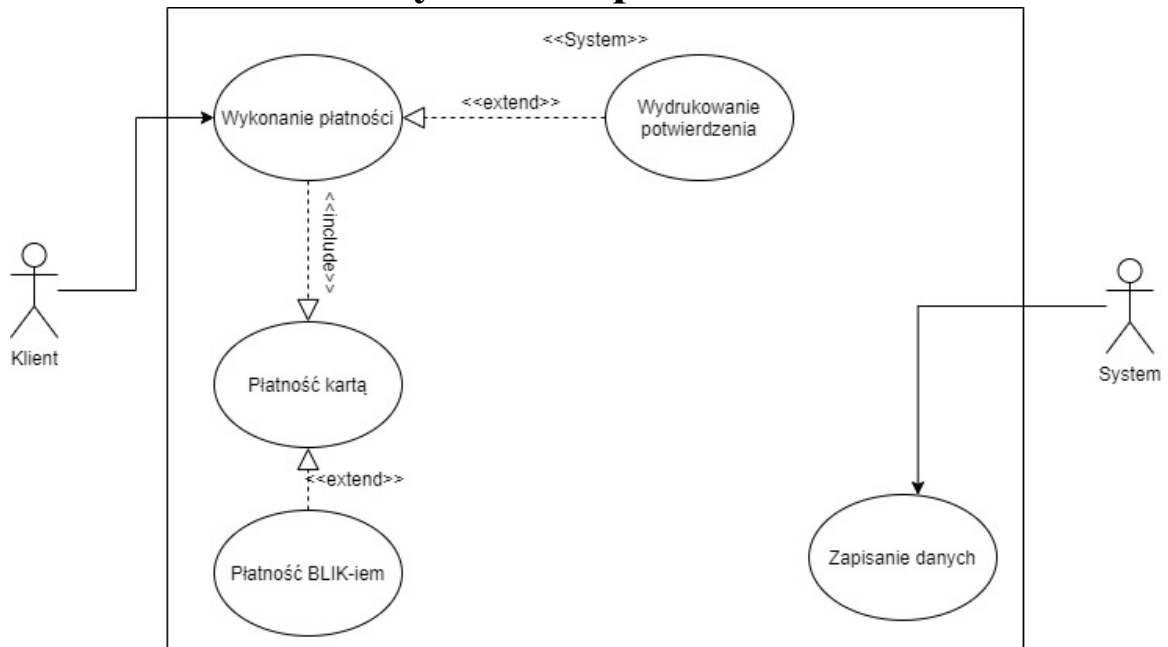 <<System>>
Wykonanie płatności
<<extend>>
Wydrukowanie
potwierdzenia
<<include>>
Klient
System
Płatność kartą
<<extend>>
Płatność BLIK-iem
Zapisanie danych